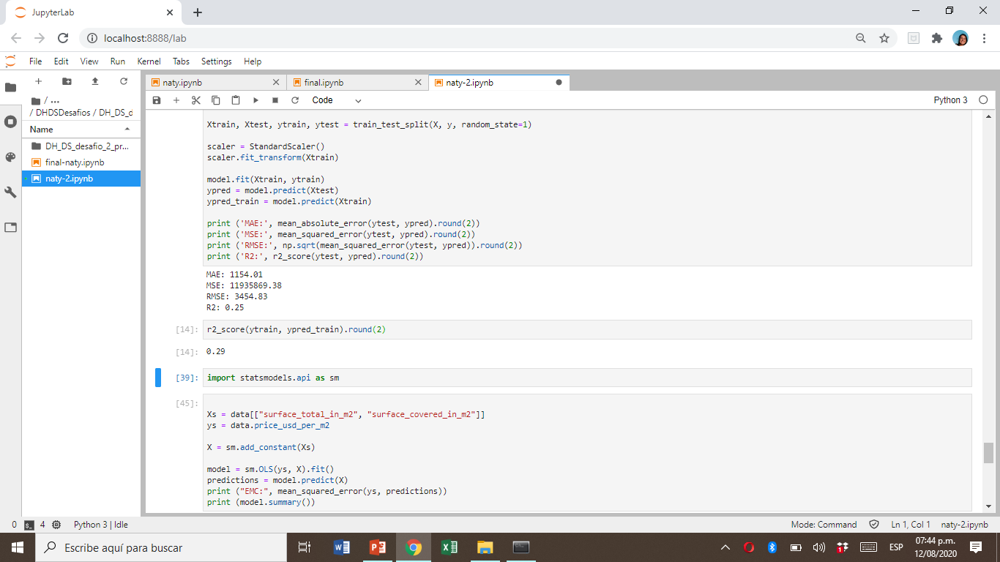 JupyterLab
localhost:8888/lab
File Edit View Run Kernel Tabs Settings Help
naty.ipynb
final.ipynb
naty-2.ipynb
Code
Python 3
/ ...
/ DHDSDesafios / DH_DS_d
Name
DH_DS_desafio_2_pr...
final-naty.ipynb
naty-2.ipynb
Xtrain, Xtest, ytrain, ytest = train_test_split(X, y, random_state=1)
scaler = StandardScaler()
scaler.fit_transform(Xtrain)
model.fit(Xtrain, ytrain)
ypred = model.predict(Xtest)
ypred_train = model.predict(Xtrain)
print ('MAE:', mean_absolute_error(ytest, ypred).round(2))
print ('MSE:', mean_squared_error(ytest, ypred).round(2))
print ('RMSE:', np.sqrt(mean_squared_error(ytest, ypred)).round(2))
print ('R2:', r2_score(ytest, ypred).round(2))
MAE: 1154.01
MSE: 11935869.38
RMSE: 3454.83
R2: 0.25
[14]: r2_score(ytrain, ypred_train).round(2)
[14]: 0.29
[39]: import statsmodels.api as sm
[45]:
Xs = data[["surface_total_in_m2", "surface_covered_in_m2"]]
ys = data.price_usd_per_m2
X = sm.add_constant(Xs)
model = sm.OLS(ys, X).fit()
predictions = model.predict(X)
print ("EMC:", mean_squared_error(ys, predictions))
print (model.summary())
0 4 Python 3 | Idle
Mode: Command Ln 1, Col 1 naty-2.ipynb
Escribe aquí para buscar
ESP
07:44 p.m.
12/08/2020